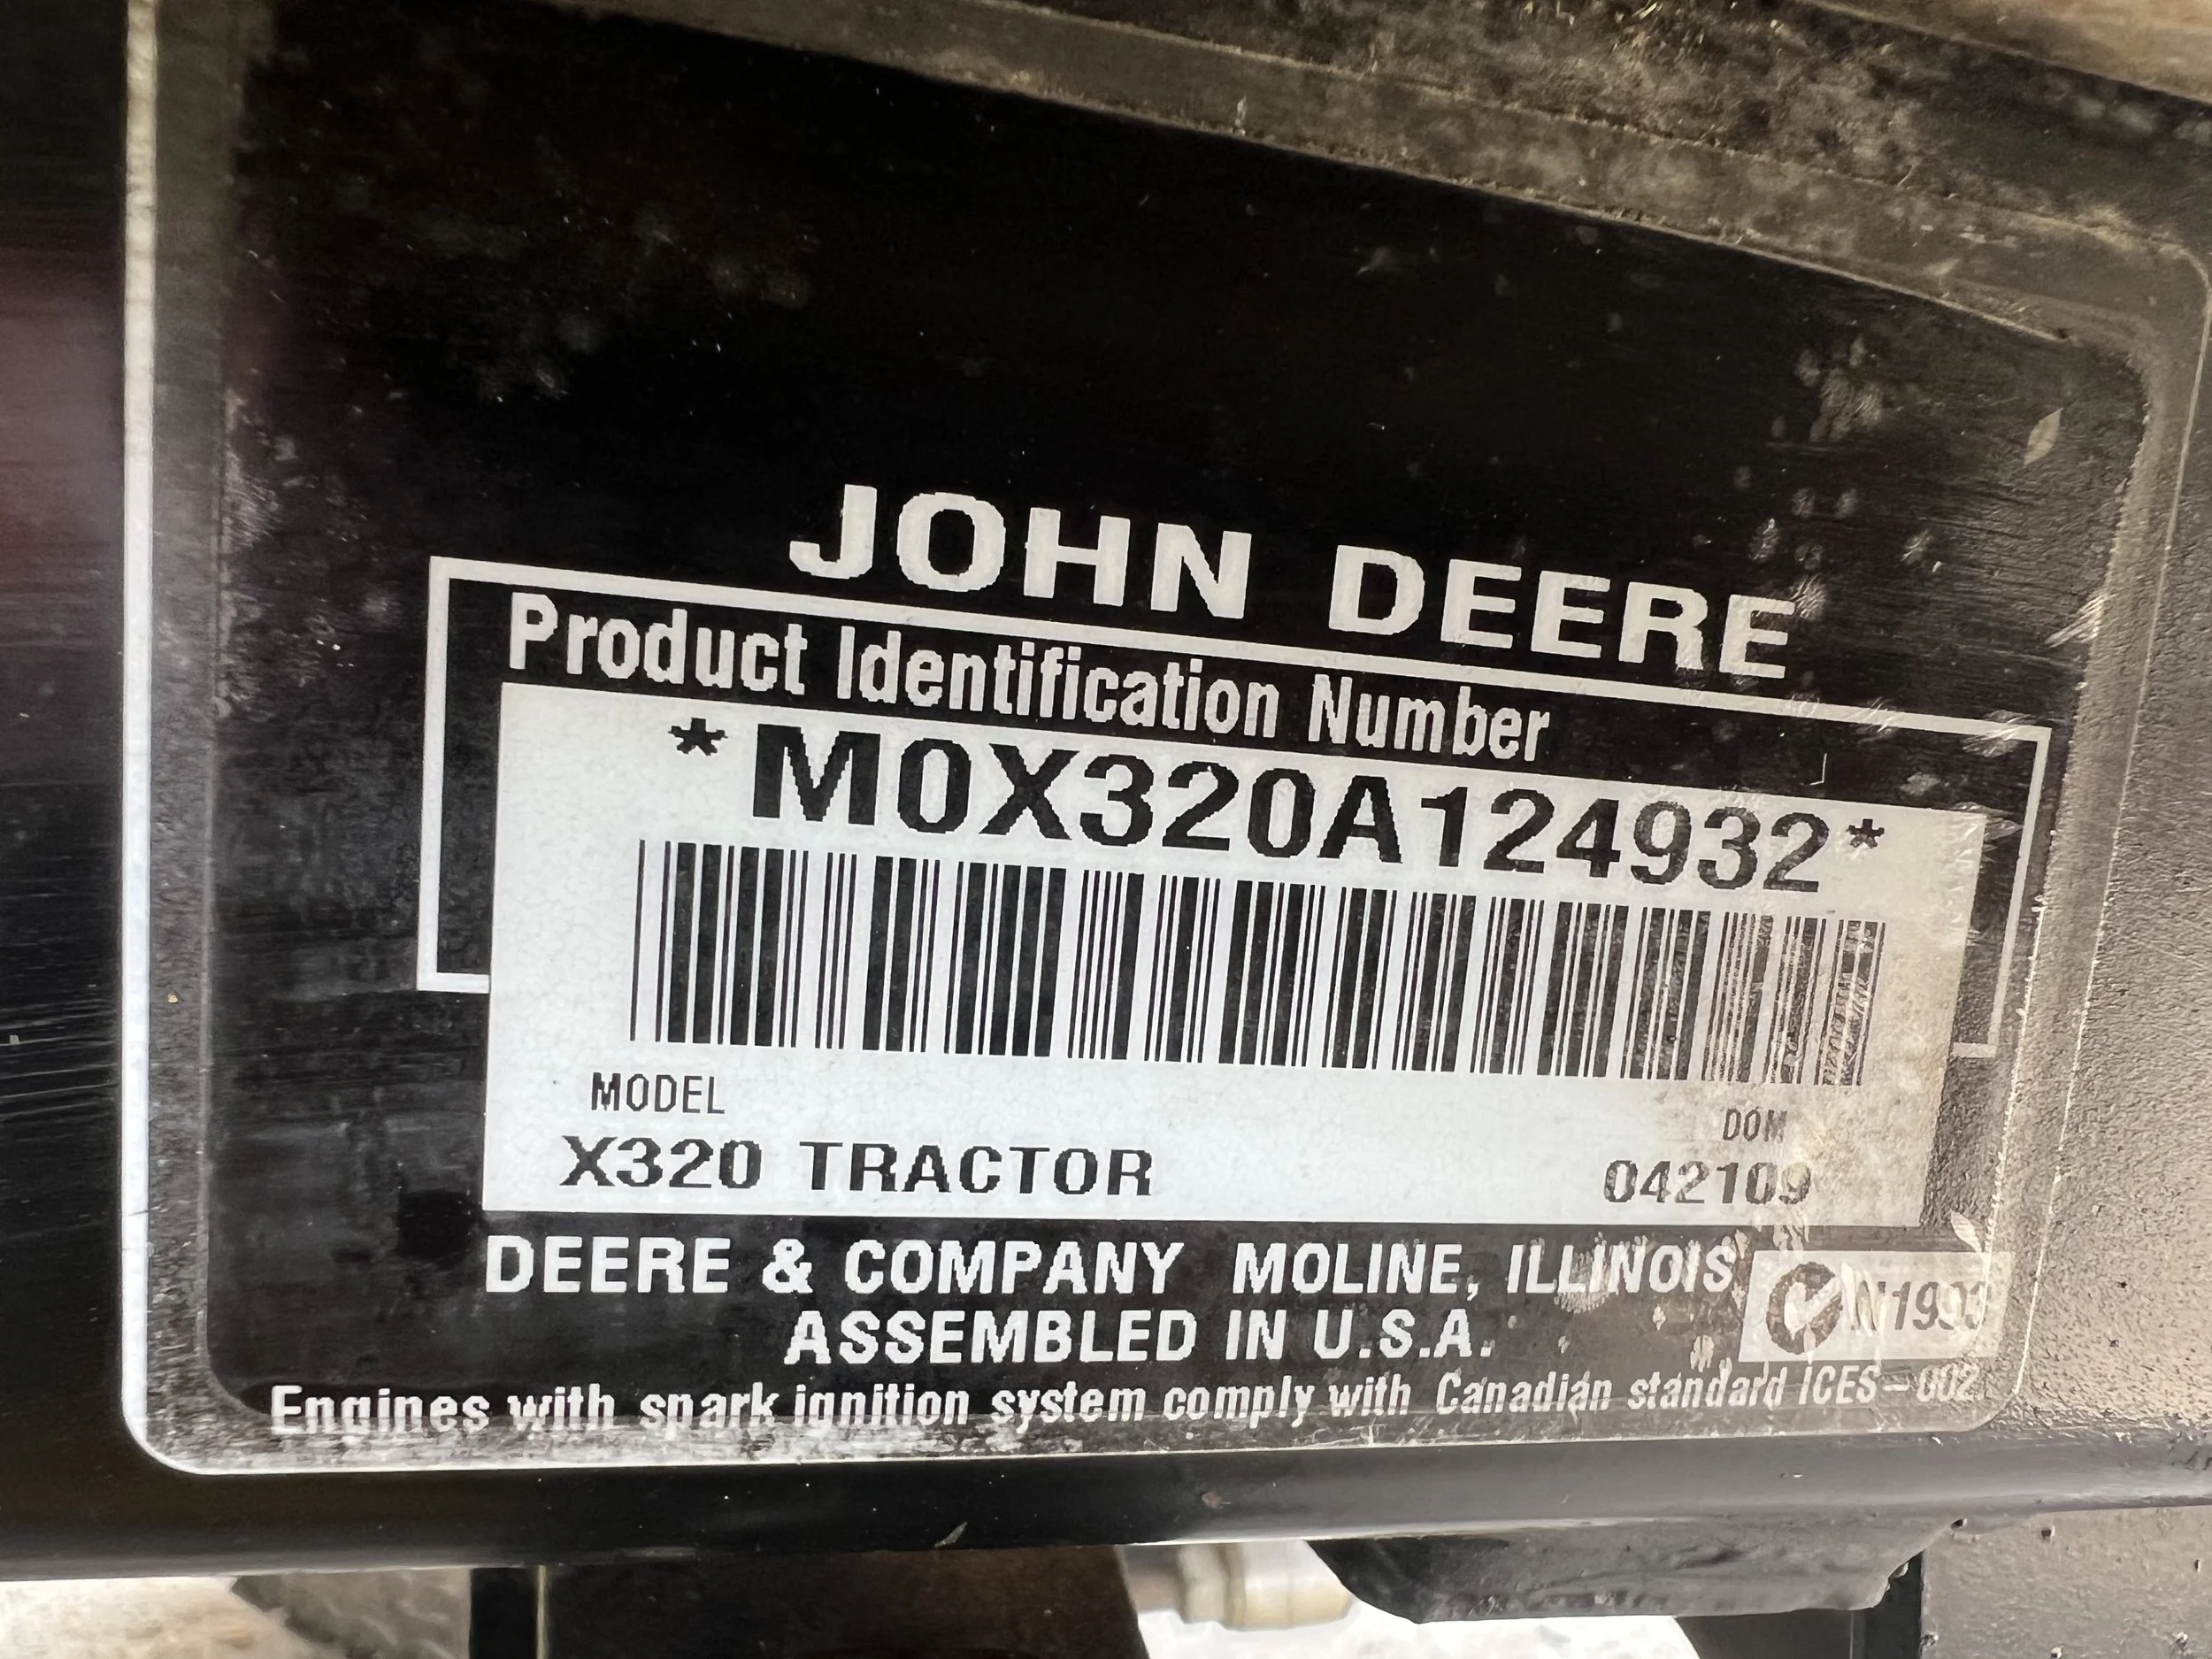 JOHN DEERE
Product Identification Number
*M0X320A124932*
MODEL
DOM
X320 TRACTOR
042109
DEERE & COMPANY MOLINE, ILLINOIS
N1993
ASSEMBLED IN U.S.A.
Engines with spark ignition system comply with Canadian standard ICES-002